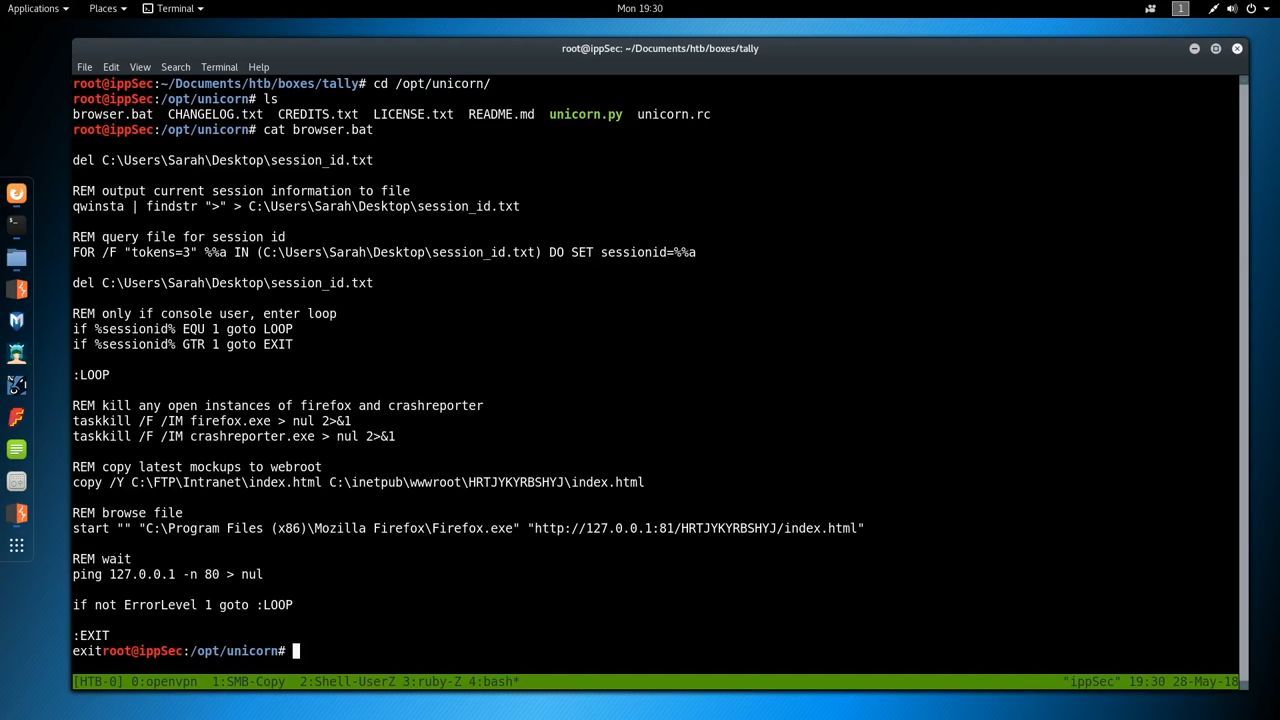 Applications Places Terminal Mon 19:30 1
root@ippSec: ~/Documents/htb/boxes/tally
File Edit View Search Terminal Help
root@ippSec:~/Documents/htb/boxes/tally# cd /opt/unicorn/
root@ippSec:/opt/unicorn# ls
browser.bat CHANGELOG.txt CREDITS.txt LICENSE.txt README.md unicorn.py unicorn.rc
root@ippSec:/opt/unicorn# cat browser.bat
del C:\Users\Sarah\Desktop\session_id.txt
REM output current session information to file
qwinsta | findstr ">" > C:\Users\Sarah\Desktop\session_id.txt
REM query file for session id
FOR /F "tokens=3" %%a IN (C:\Users\Sarah\Desktop\session_id.txt) DO SET sessionid=%%a
del C:\Users\Sarah\Desktop\session_id.txt
REM only if console user, enter loop
if %sessionid% EQU 1 goto LOOP
if %sessionid% GTR 1 goto EXIT
:LOOP
REM kill any open instances of firefox and crashreporter
taskkill /F /IM firefox.exe > nul 2>&1
taskkill /F /IM crashreporter.exe > nul 2>&1
REM copy latest mockups to webroot
copy /Y C:\FTP\Intranet\index.html C:\inetpub\wwwroot\HRTJYKYRBSHYJ\index.html
REM browse file
start "" "C:\Program Files (x86)\Mozilla Firefox\Firefox.exe" "http://127.0.0.1:81/HRTJYKYRBSHYJ/index.html"
REM wait
ping 127.0.0.1 -n 80 > nul
if not ErrorLevel 1 goto :LOOP
:EXIT
exitroot@ippSec:/opt/unicorn#
[HTB-0] 0:openvpn 1:SMB-Copy 2:Shell-UserZ 3:ruby-Z 4:bash* "ippSec" 19:30 28-May-18